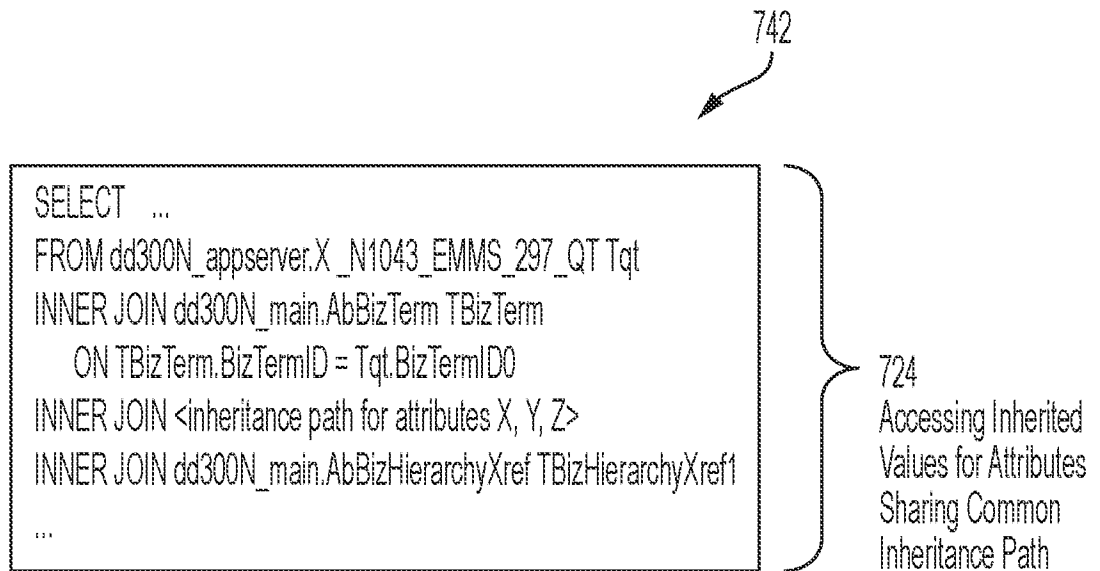 742
SELECT ...
FROM dd300N_appserver.X_N1043_EMMS_297_QT Tqt
INNER JOIN dd300N_main.AbBizTerm TBizTerm
ON TBizTerm.BizTermID = Tqt.BizTermID0
INNER JOIN <inheritance path for attributes X, Y, Z>
INNER JOIN dd300N_main.AbBizHierarchyXref TBizHierarchyXref1
...
724
Accessing Inherited
Values for Attributes
Sharing Common
Inheritance Path